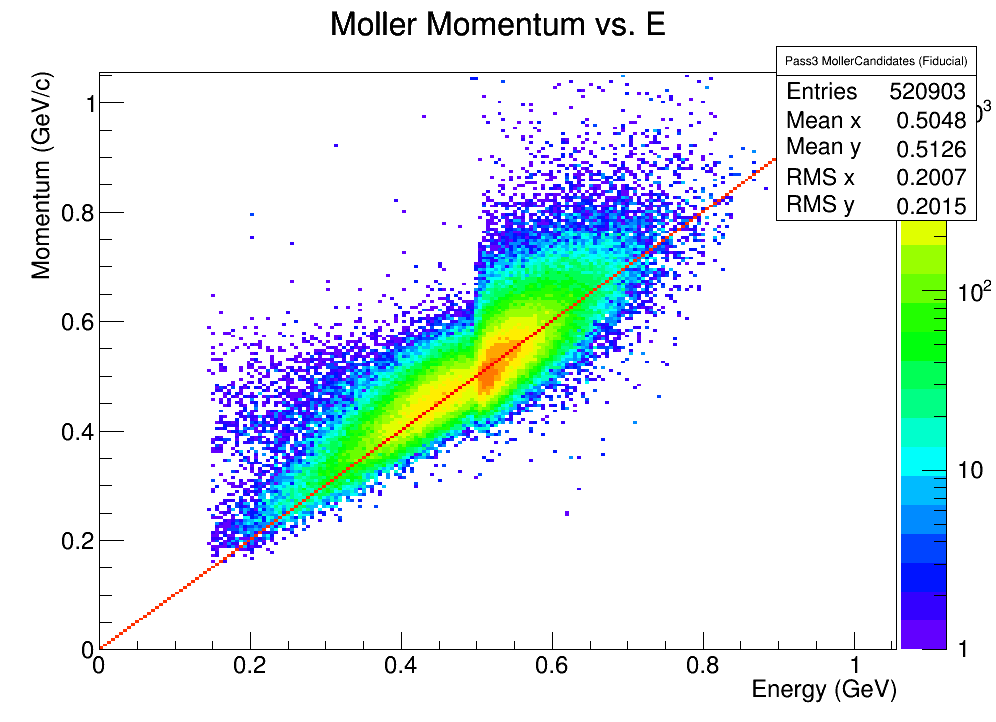 Moller Momentum vs. E
Pass3 MollerCandidates (Fiducial)
Entries 520903
Mean x 0.5048
Mean y 0.5126
RMS x 0.2007
RMS y 0.2015
Momentum (GeV/c)
1
0.8
0.6
0.4
0.2
0
0 0.2 0.4 0.6 0.8 1
Energy (GeV)
10²
10
1